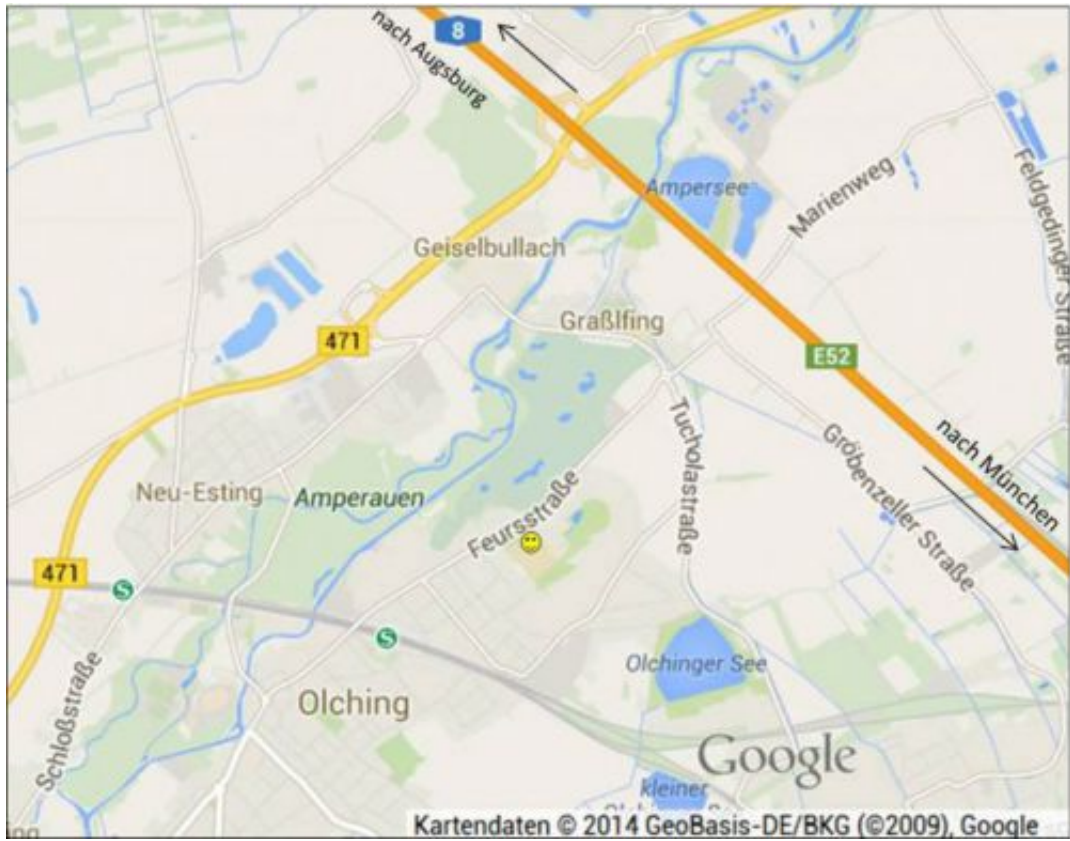 8
nach Augsburg
Ampersee
Marienweg
Feldgedinger Straße
Geiselbullach
Graßlfing
471
E52
nach München
Tucholastraße
Gröbenzeller Straße
Neu-Esting
Amperauen
Feursstraße
471
S
S
Schloßstraße
Olching
Olchinger See
Google
kleiner
Kartendaten © 2014 GeoBasis-DE/BKG (©2009), Google